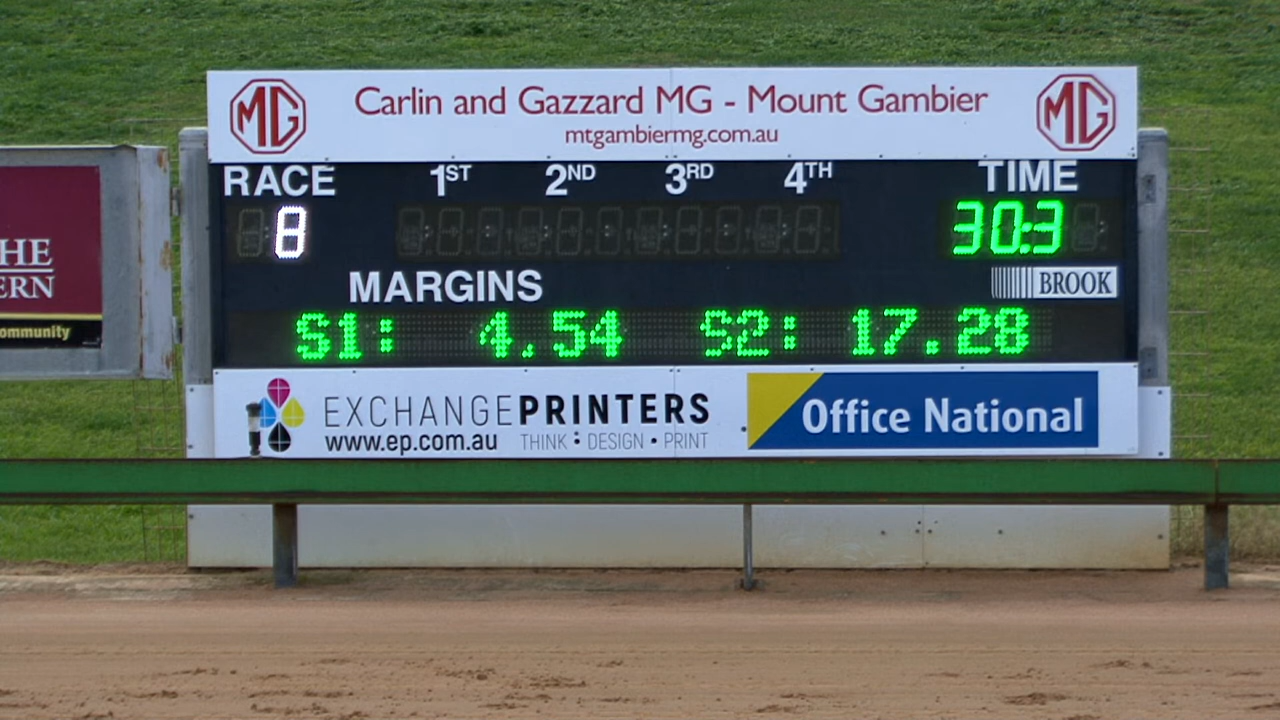 MG Carlin and Gazzard MG - Mount Gambier MG
mtgambiermg.com.au
RACE 1ST 2ND 3RD 4TH TIME
8 30:3
MARGINS BROOK
S1: 4.54 S2: 17.28
EXCHANGEPRINTERS
www.ep.com.au THINK • DESIGN • PRINT
Office National
HE
ERN
ommunity